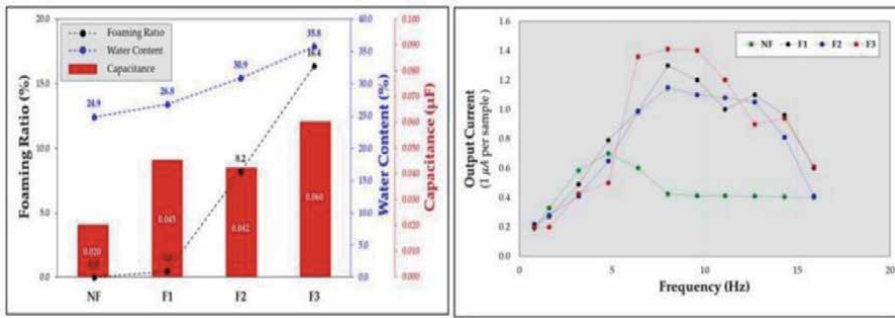 Foaming Ratio
Water Content
Capacitance
Foaming Ratio (%)
20.0
15.0
10.0
5.0
0.0
24.9
26.8
30.9
35.8
16.4
8.2
0.020
0.045
0.042
0.060
NF
F1
F2
F3
40.0
35.0
30.0
25.0
20.0
15.0
10.0
5.0
0.0
Water Content (%)
0.100
0.090
0.080
0.070
0.060
0.050
0.040
0.030
0.020
0.010
0.000
Capacitance (μF)
NF
F1
F2
F3
Output Current
(1 μA per sample)
1.6
1.4
1.2
1.0
0.8
0.6
0.4
0.2
0.0
0
5
10
15
20
Frequency (Hz)